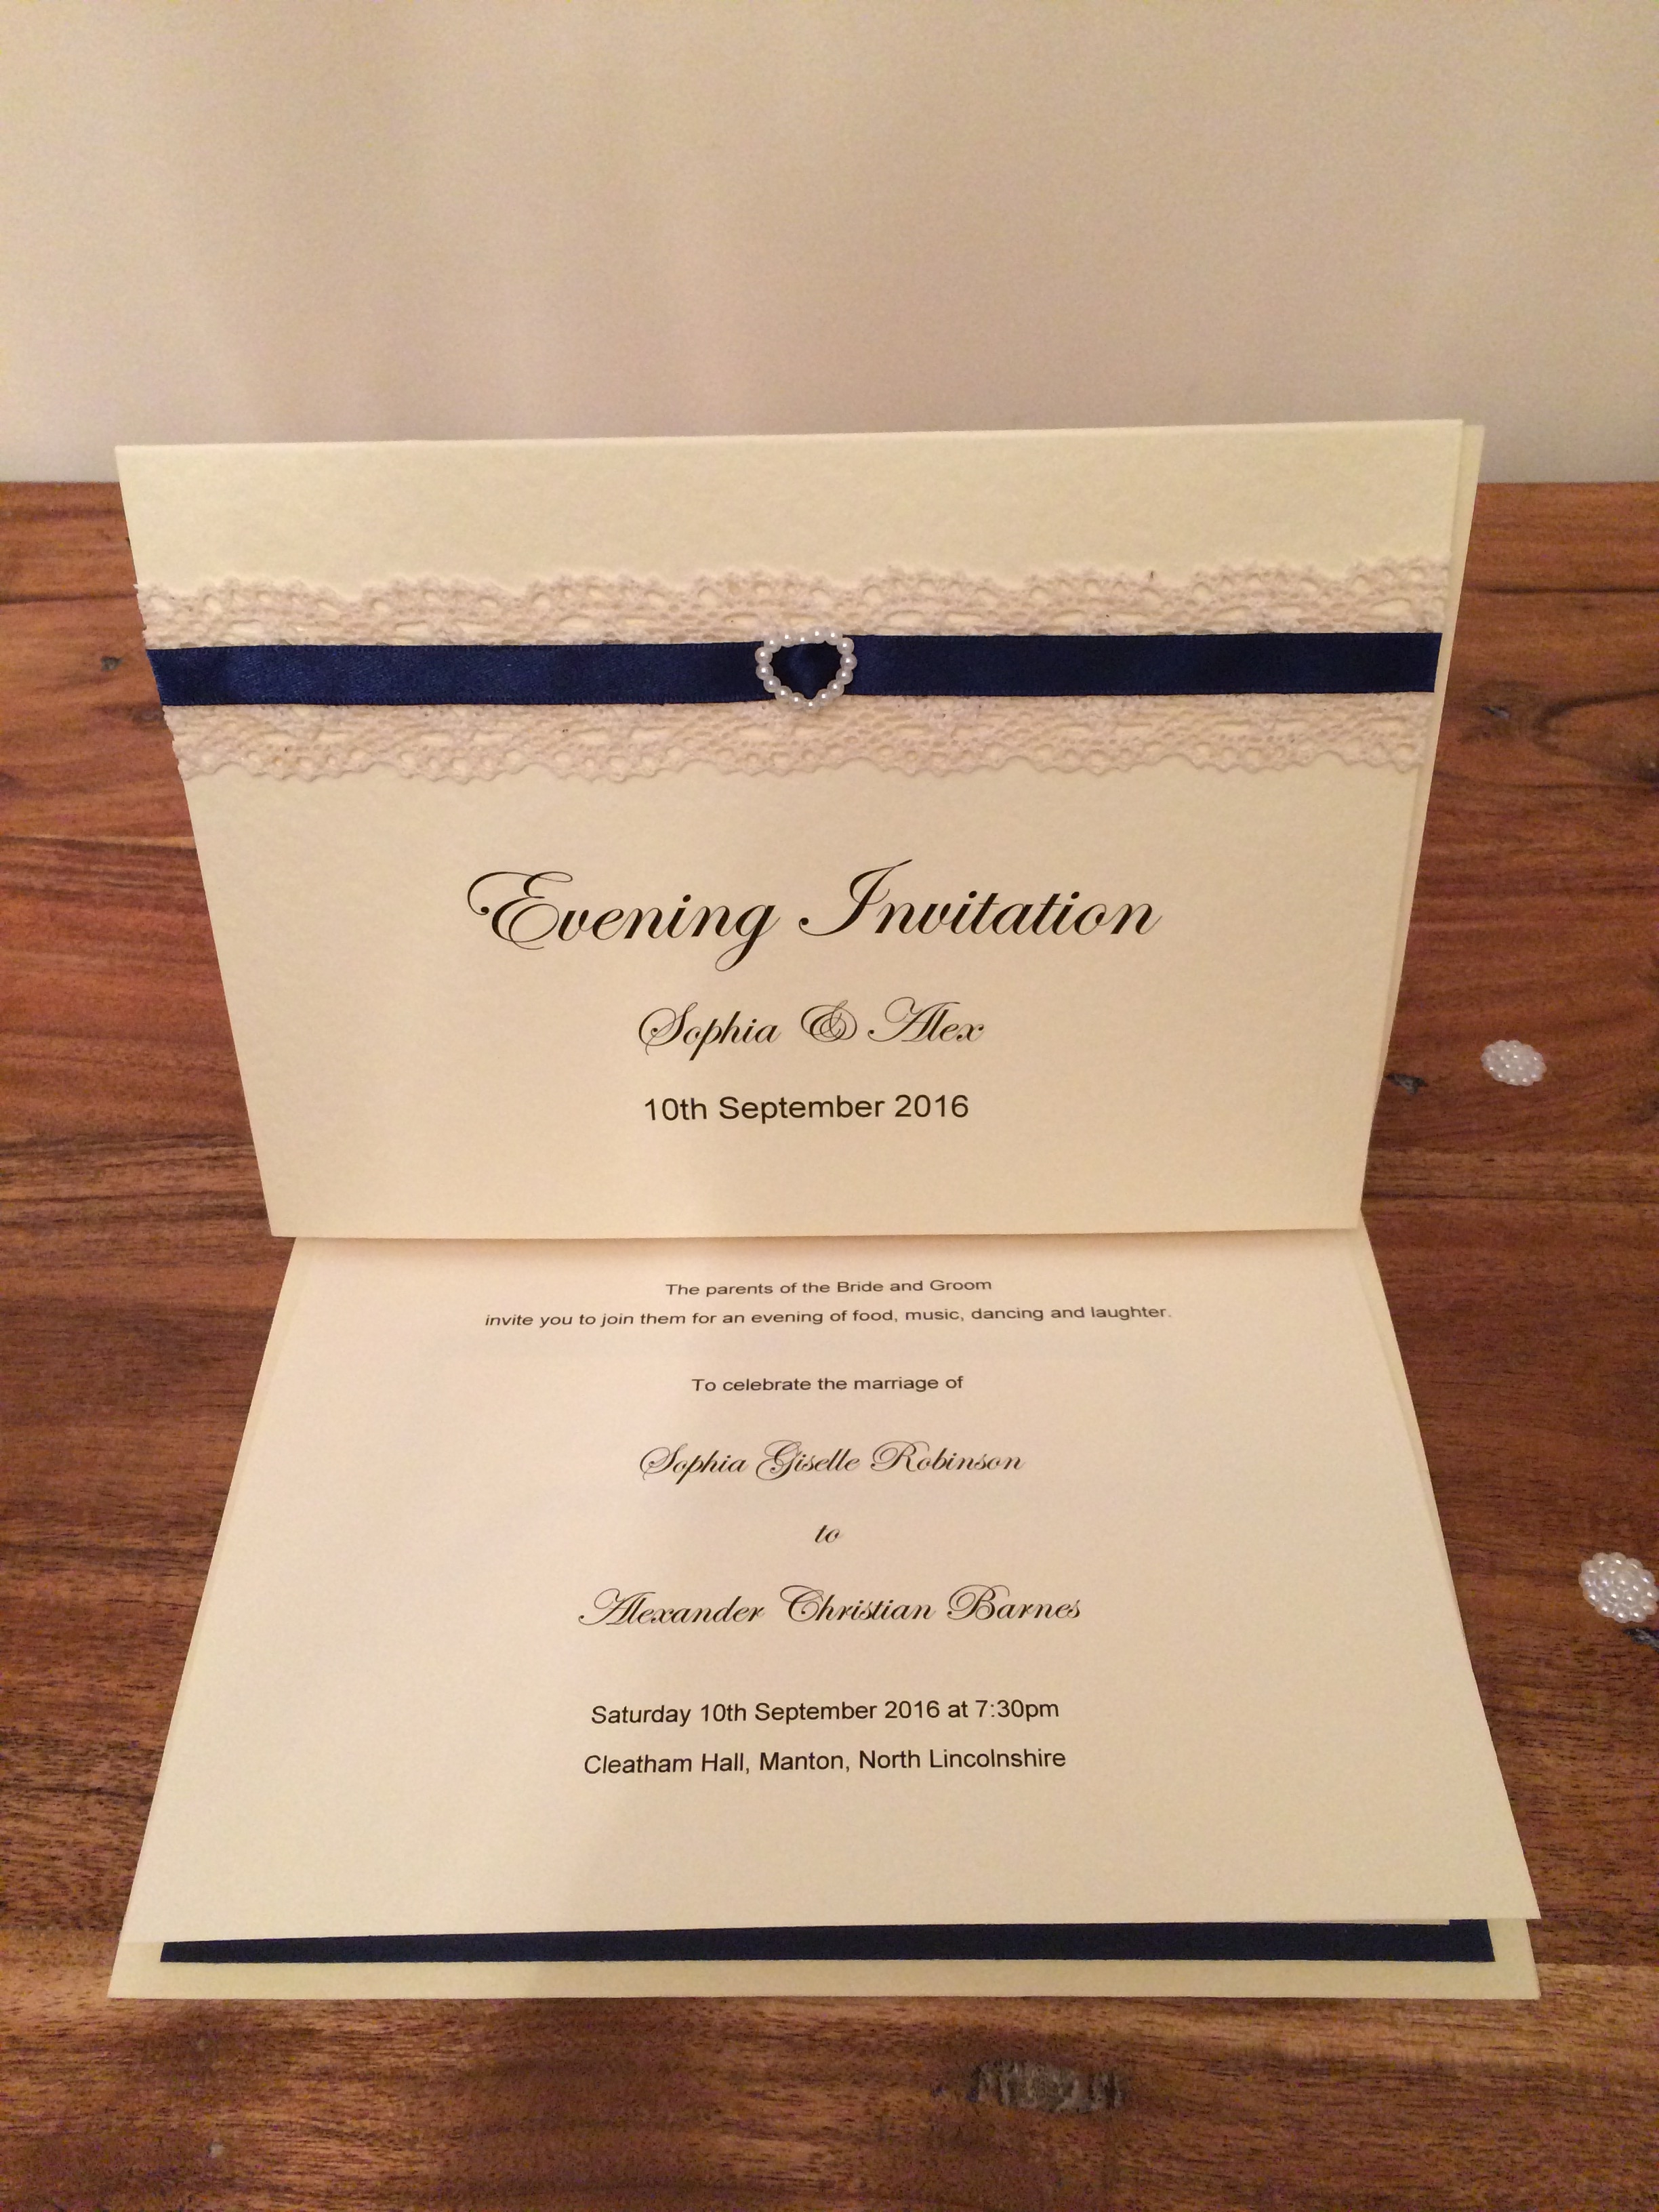 Evening Invitation
Sophia & Alex
10th September 2016
The parents of the Bride and Groom
invite you to join them for an evening of food, music, dancing and laughter.
To celebrate the marriage of
Sophia Giselle Robinson
to
Alexander Christian Barnes
Saturday 10th September 2016 at 7:30pm
Cleatham Hall, Manton, North Lincolnshire